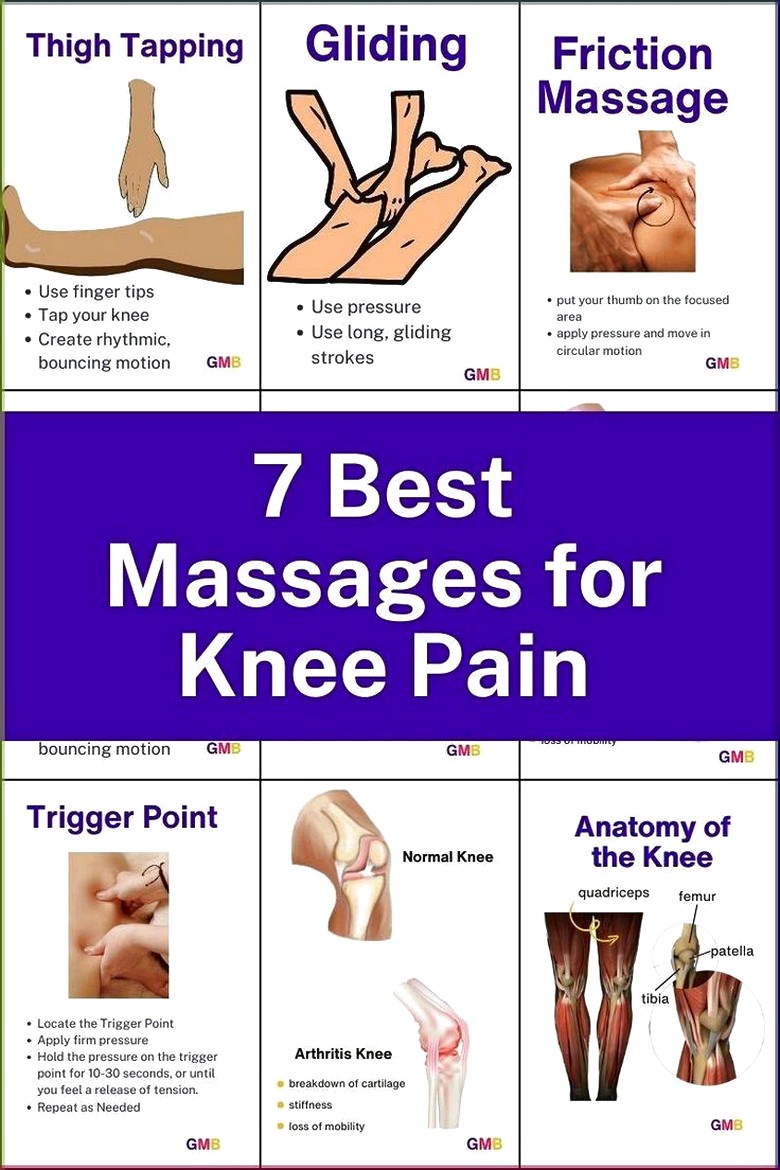 Thigh Tapping
• Use finger tips
• Tap your knee
• Create rhythmic,
bouncing motion
GMB
Gliding
• Use pressure
• Use long, gliding
strokes
GMB
Friction
Massage
• put your thumb on the focused
area
• apply pressure and move in
circular motion
GMB
7 Best
Massages for
Knee Pain
bouncing motion
GMB
GMB
loss of mobility
GMB
Trigger Point
• Locate the Trigger Point
• Apply firm pressure
• Hold the pressure on the trigger
point for 10-30 seconds, or until
you feel a release of tension.
• Repeat as Needed
GMB
Normal Knee
Arthritis Knee
• breakdown of cartilage
• stiffness
• loss of mobility
GMB
Anatomy of
the Knee
quadriceps
femur
patella
tibia
GMB